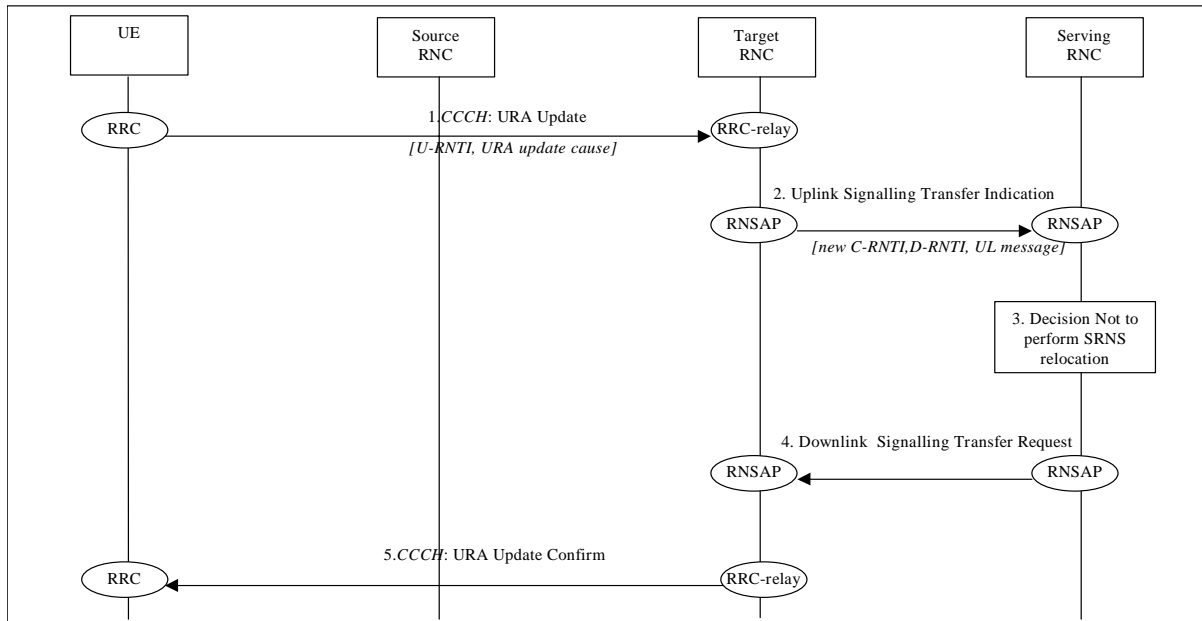 UE
Source
RNC
Target
RNC
Serving
RNC
1.CCCH: URA Update
RRC
RRC-relay
[U-RNTI, URA update cause]
2. Uplink Signalling Transfer Indication
RNSAP
RNSAP
[new C-RNTI,D-RNTI, UL message]
3. Decision Not to
perform SRNS
relocation
4. Downlink Signalling Transfer Request
RNSAP
RNSAP
5.CCCH: URA Update Confirm
RRC
RRC-relay